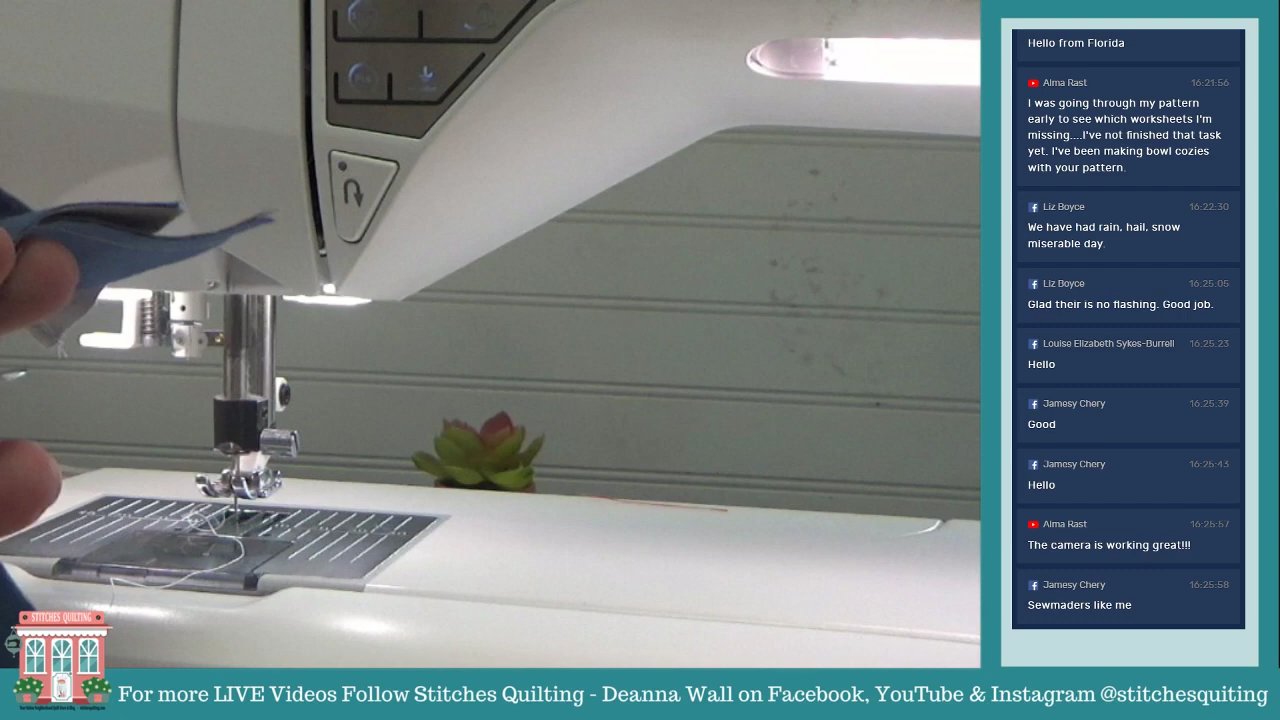 Hello from Florida
Alma Rast 16:21:56
I was going through my pattern
early to see which worksheets I'm
missing....I've not finished that task
yet. I've been making bowl cozies
with your pattern.
Liz Boyce 16:22:30
We have had rain, hail, snow
miserable day.
Liz Boyce 16:25:05
Glad their is no flashing. Good job.
Louise Elizabeth Sykes-Burrell 16:25:23
Hello
Jamesy Chery 16:25:39
Good
Jamesy Chery 16:26:43
Hello
Alma Rast 16:26:57
The camera is working great!!!
Jamesy Chery 16:26:58
Sewmaders like me
STITCHES QUILTING
For more LIVE Videos Follow Stitches Quilting - Deanna Wall on Facebook, YouTube & Instagram @stitchesquiting